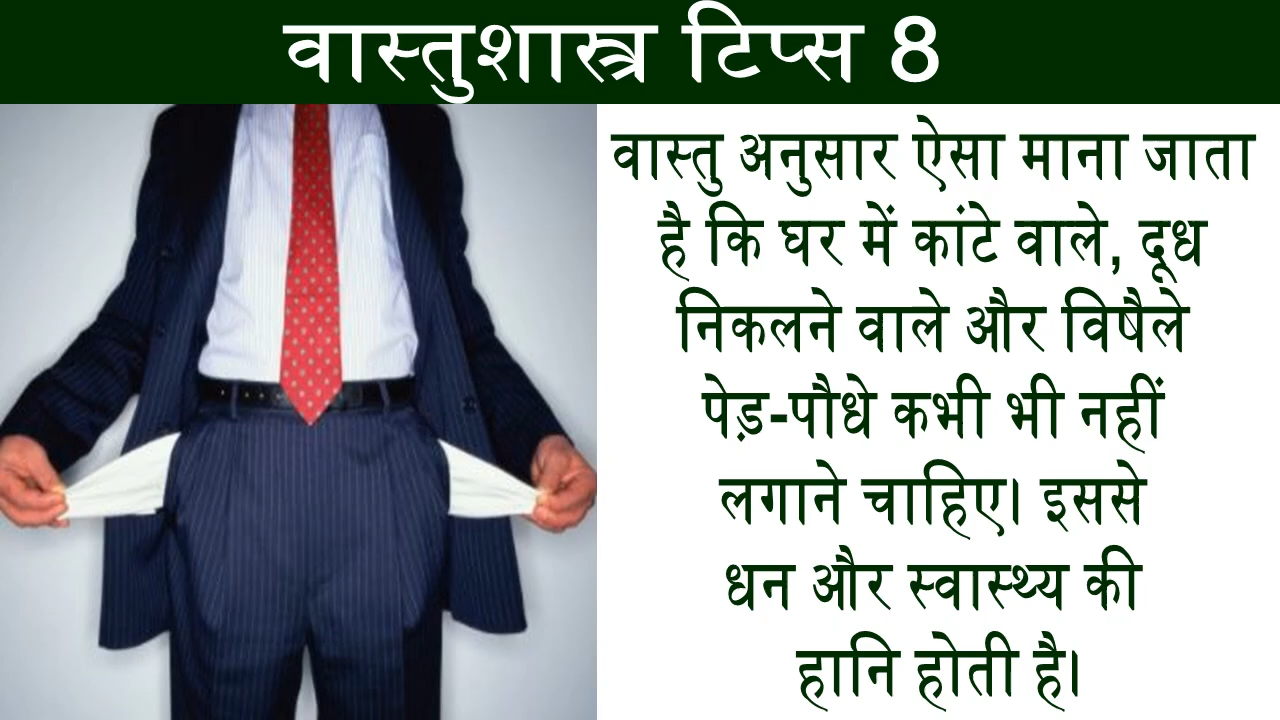 वास्तुशास्त्र टिप्स 8
वास्तु अनुसार ऐसा माना जाता
है कि घर में कांटे वाले, दूध
निकलने वाले और विषैले
पेड़-पौधे कभी भी नहीं
लगाने चाहिए। इससे
धन और स्वास्थ्य की
हानि होती है।